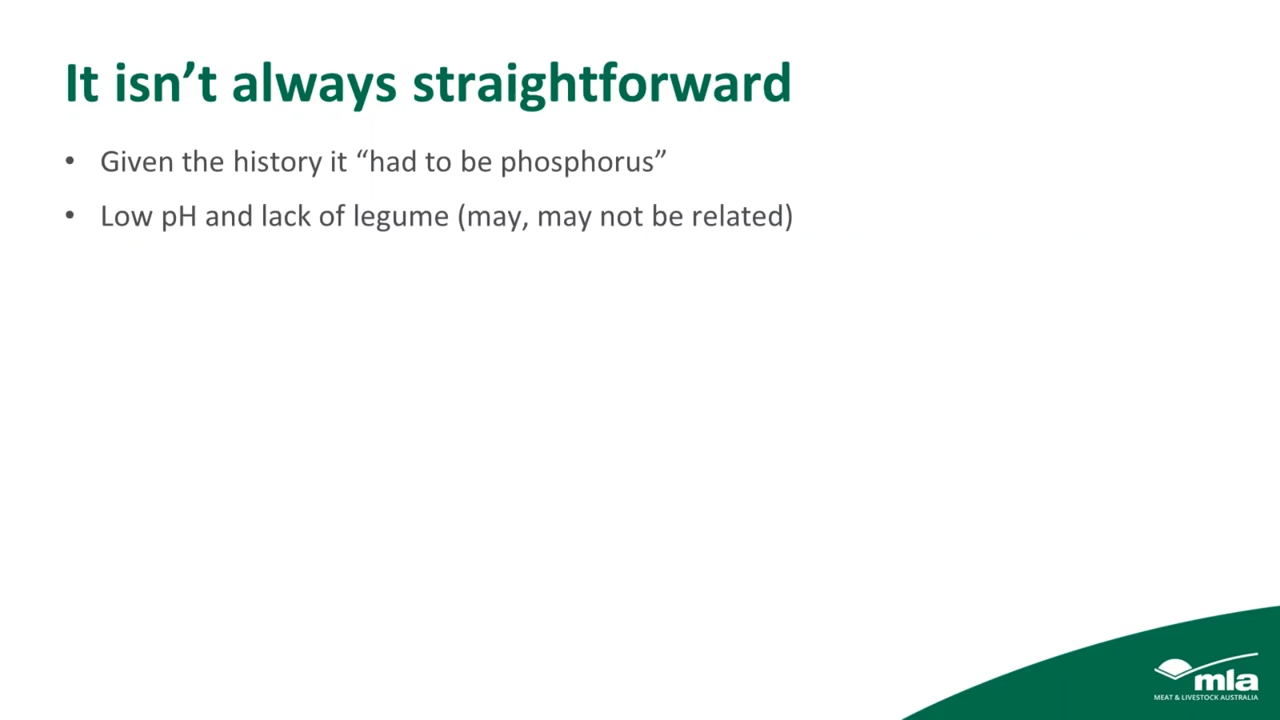 It isn’t always straightforward
• Given the history it “had to be phosphorus”
• Low pH and lack of legume (may, may not be related)
mla
MEAT & LIVESTOCK AUSTRALIA